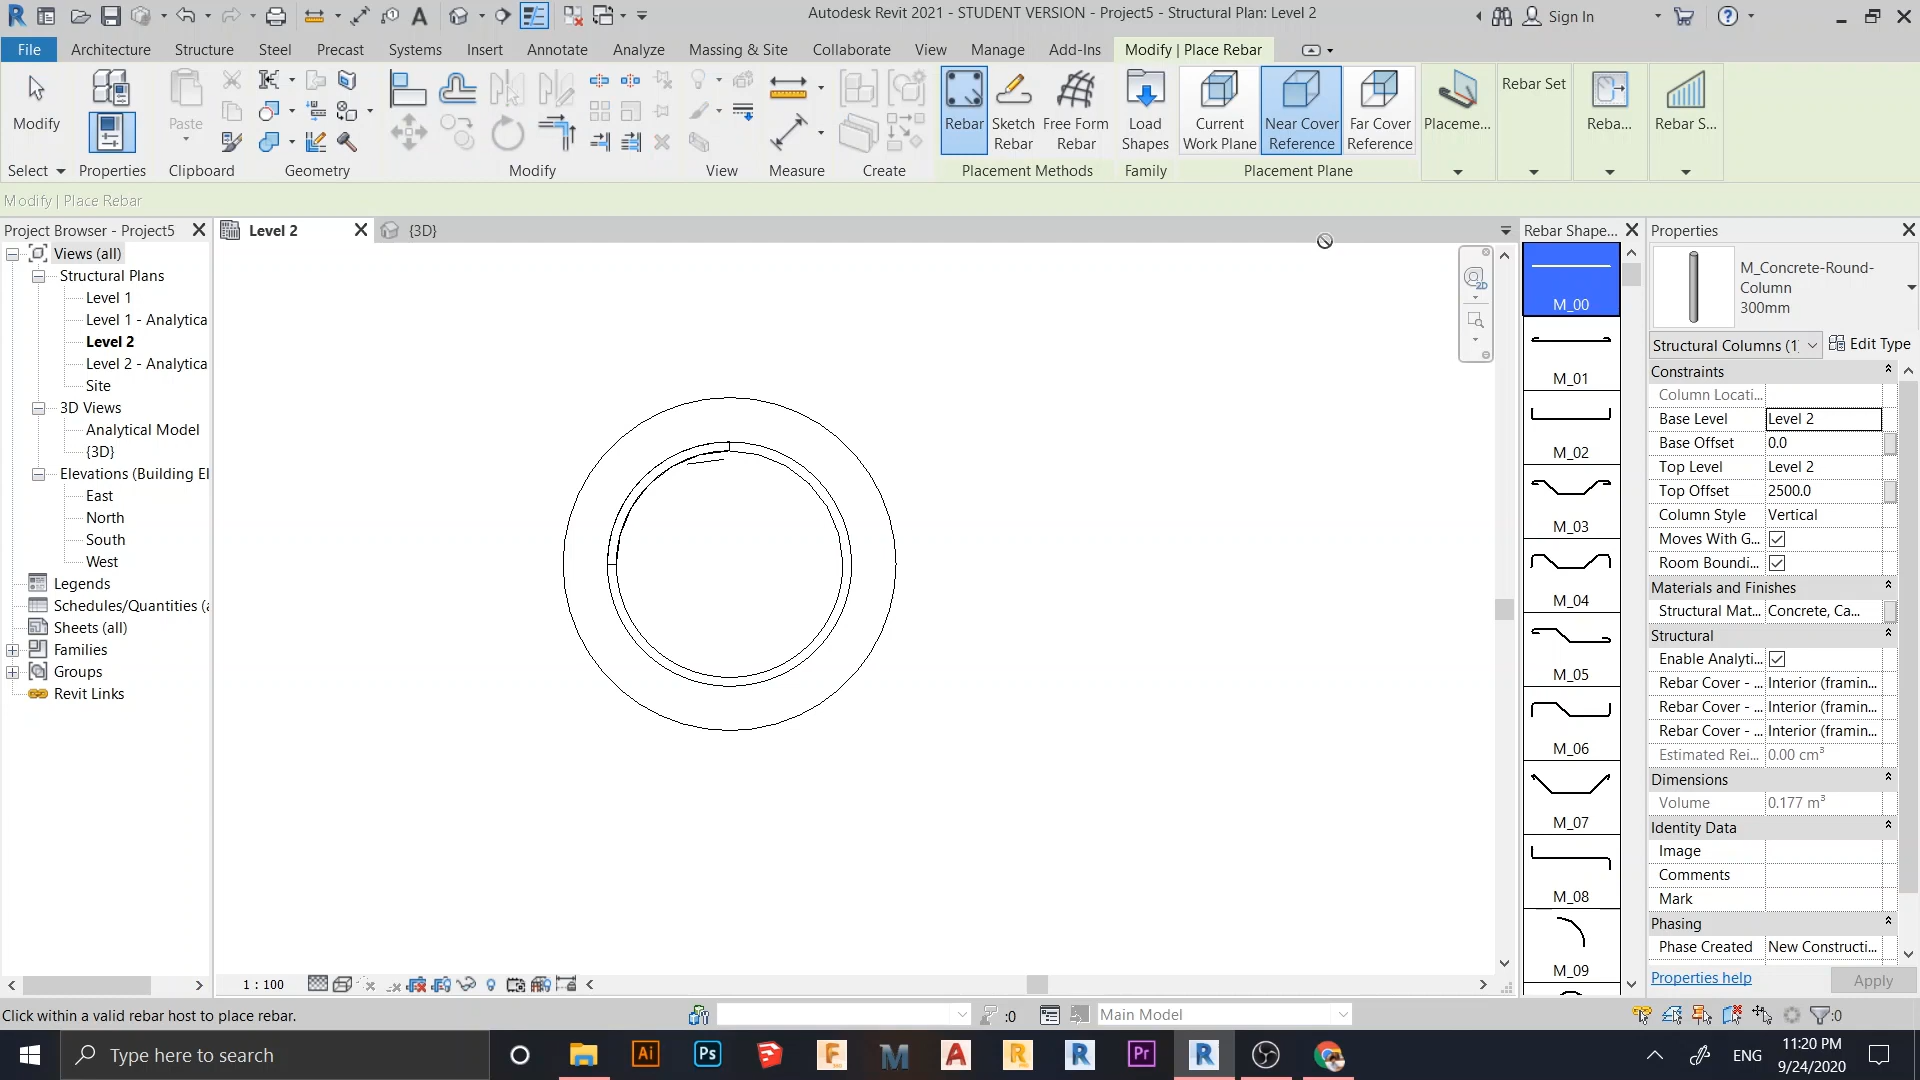 Autodesk Revit 2021 - STUDENT VERSION - Project5 - Structural Plan: Level 2
Sign In
File Architecture Structure Steel Precast Systems Insert Annotate Analyze Massing & Site Collaborate View Manage Add-Ins Modify | Place Rebar
Modify
Paste
Rebar
Sketch Rebar
Free Form Rebar
Load Shapes
Current Work Plane
Near Cover Reference
Far Cover Reference
Placeme...
Rebar Set
Reba...
Rebar S...
Select Properties Clipboard Geometry Modify View Measure Create Placement Methods Family Placement Plane
Modify | Place Rebar
Project Browser - Project5
Views (all)
Structural Plans
Level 1
Level 1 - Analytica
Level 2
Level 2 - Analytica
Site
3D Views
Analytical Model
{3D}
Elevations (Building El
East
North
South
West
Legends
Schedules/Quantities (a
Sheets (all)
Families
Groups
Revit Links
Level 2
{3D}
2D
1 : 100
Rebar Shape...
M_00
M_01
M_02
M_03
M_04
M_05
M_06
M_07
M_08
M_09
Properties
M_Concrete-Round-
Column
300mm
Structural Columns (1) Edit Type
Constraints
Column Locati...
Base Level Level 2
Base Offset 0.0
Top Level Level 2
Top Offset 2500.0
Column Style Vertical
Moves With G...
Room Boundi...
Materials and Finishes
Structural Mat... Concrete, Ca...
Structural
Enable Analyti...
Rebar Cover - ... Interior (framin...
Rebar Cover - ... Interior (framin...
Rebar Cover - ... Interior (framin...
Estimated Rei... 0.00 cm³
Dimensions
Volume 0.177 m³
Identity Data
Image
Comments
Mark
Phasing
Phase Created New Constructi...
Properties help Apply
Click within a valid rebar host to place rebar.
:0
Main Model
:0
Type here to search
Ai
Ps
F
M
A
R
R
Pr
R
ENG
11:20 PM
9/24/2020